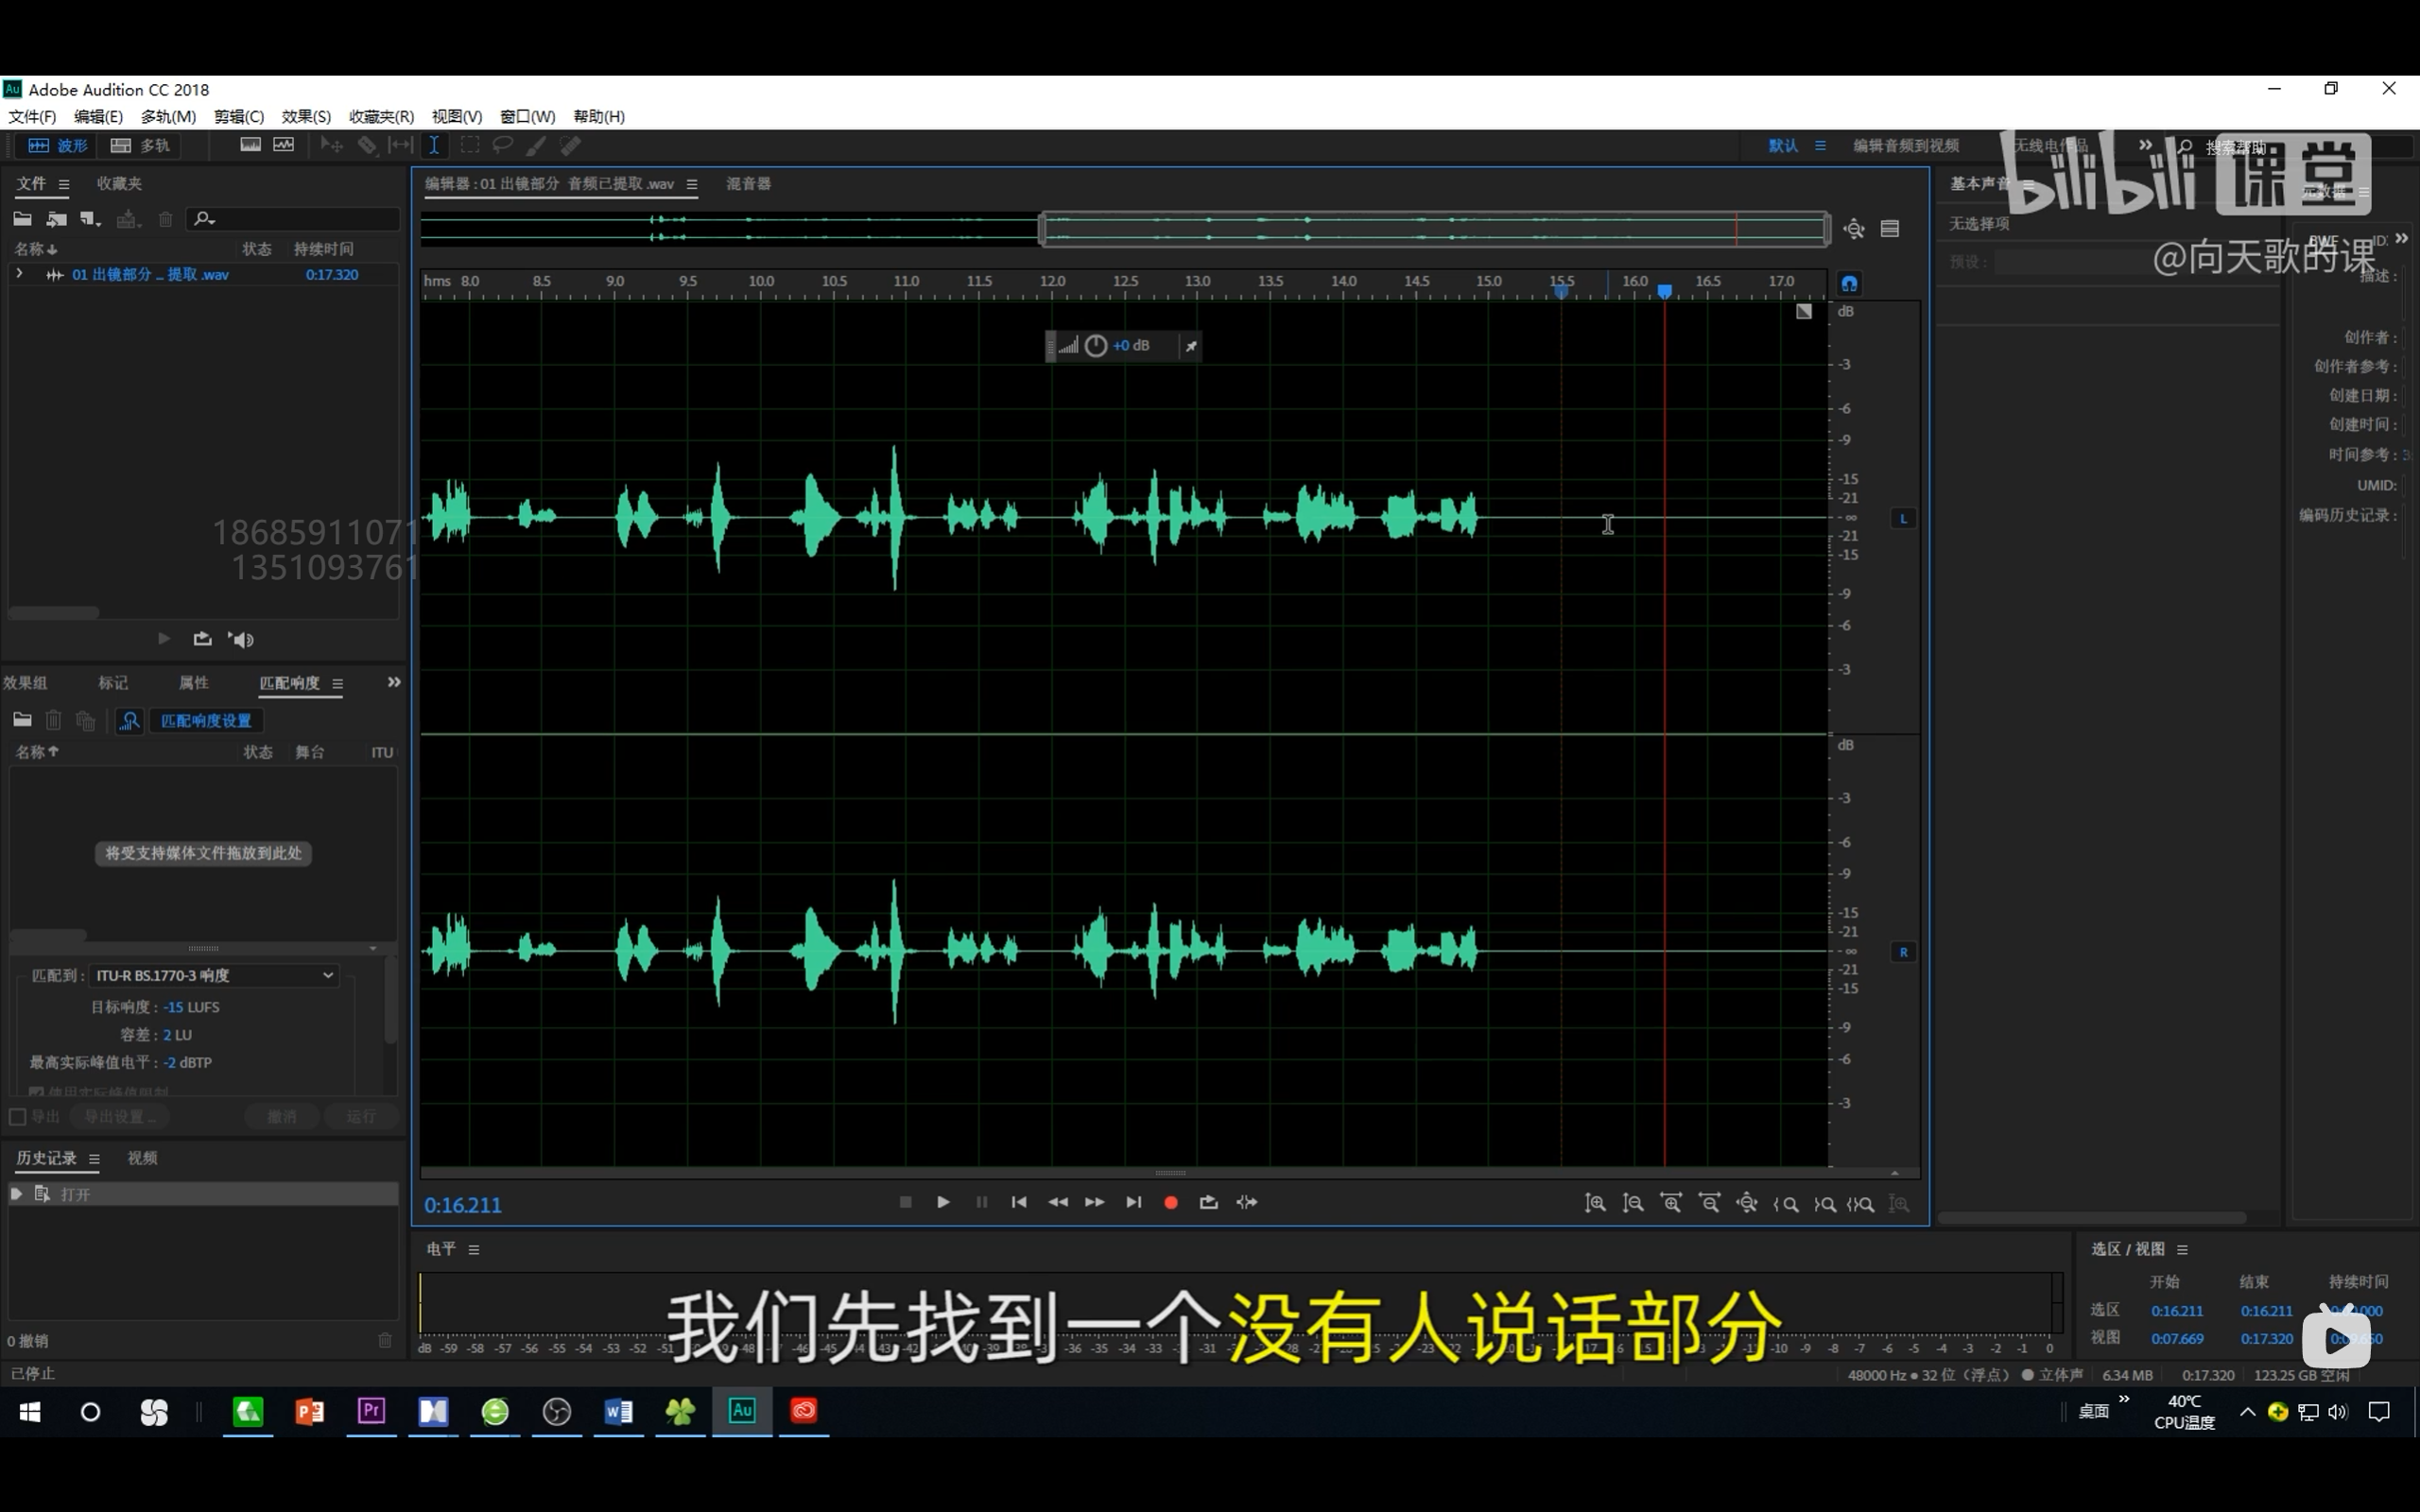 Au Adobe Audition CC 2018
文件(F) 编辑(E) 多轨(M) 剪辑(C) 效果(S) 收藏夹(R) 视图(V) 窗口(W) 帮助(H)
波形 多轨 默认 编辑音频到视频 无线电作品 搜索帮助
bilibili 课堂
@向天歌的课
文件 收藏夹
名称 状态 持续时间
01 出镜部分 _ 提取 .wav 0:17.320
18685911071
1351093761
效果组 标记 属性 匹配响度
匹配响度设置
名称 状态 舞台 ITU
将受支持媒体文件拖放到此处
匹配到 : ITU-R BS.1770-3 响度
目标响度 : -15 LUFS
容差 : 2 LU
最高实际峰值电平 : -2 dBTP
导出 导出设置 ... 撤消 运行
历史记录 视频
打开
0 撤销
已停止
编辑器 : 01 出镜部分 音频已提取 .wav 混音器
hms 8.0 8.5 9.0 9.5 10.0 10.5 11.0 11.5 12.0 12.5 13.0 13.5 14.0 14.5 15.0 15.5 16.0 16.5 17.0
+0 dB
dB
-3
-6
-9
-15
-21
-∞
-21
-15
-9
-6
-3
L
dB
-3
-6
-9
-15
-21
-∞
-21
-15
-9
-6
-3
R
0:16.211
电平
我们先找到一个没有人说话部分
dB -59 -58 -57 -56 -55 -54 -53 -52 -51 -36 -35 -34 -33 -31 -10 -9 -8 -7 -6 -5 -4 -3 -2 -1 0
基本声音
无选择项
预设 :
元数据
BWF ID:
描述 :
创作者 :
创作者参考 :
创建日期 :
创建时间 :
时间参考 : 3
UMID:
编码历史记录 :
选区 / 视图
开始 结束 持续时间
选区 0:16.211 0:16.211
视图 0:07.669 0:17.320
48000 Hz ● 32 位（浮点） ● 立体声 6.34 MB 0:17.320 123.25 GB 空闲
Pr Au
桌面 40℃
CPU温度